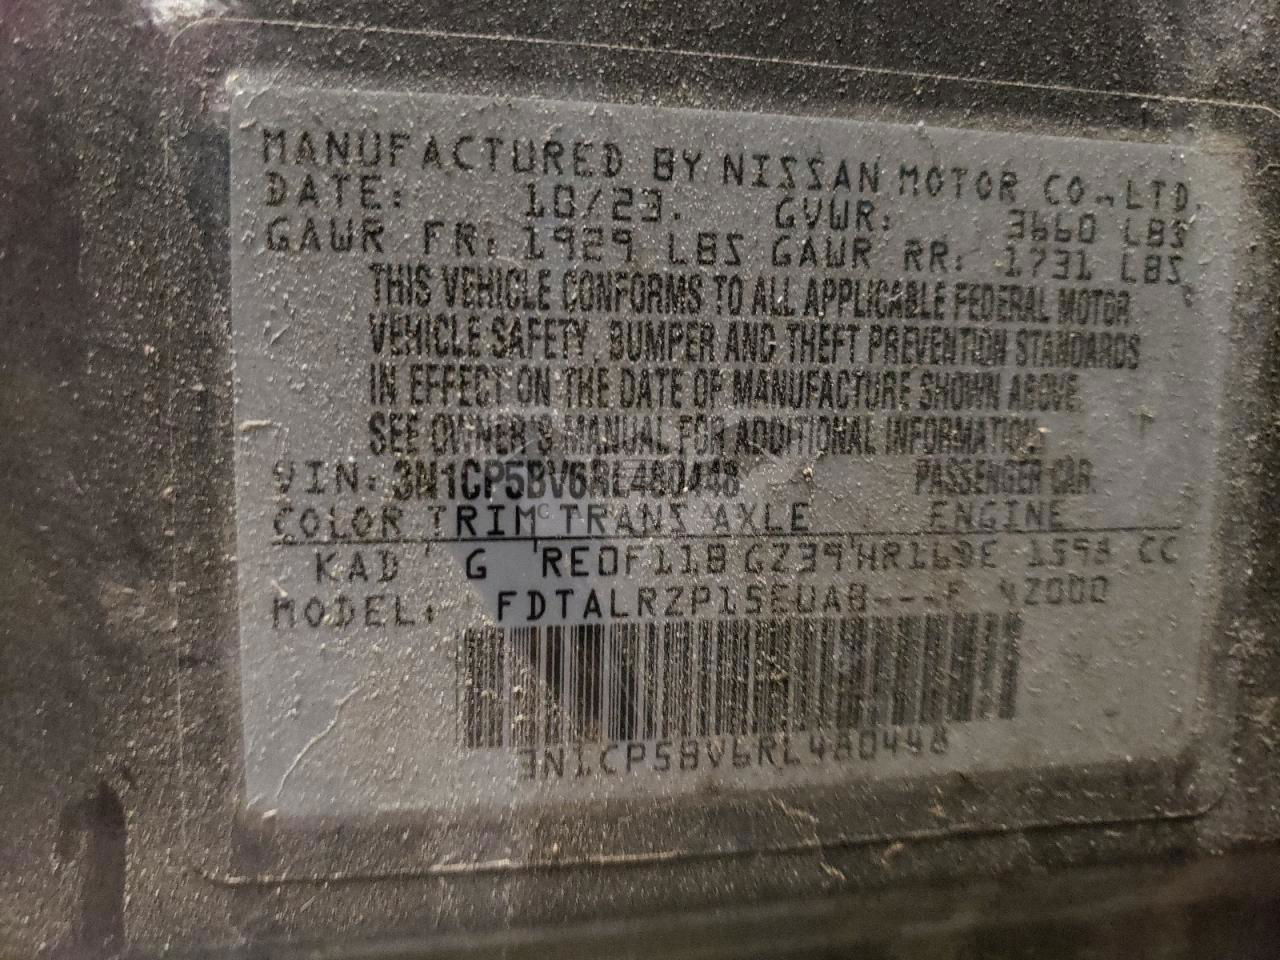 MANUFACTURED BY NISSAN MOTOR CO.,LTD.
DATE: 10/23. GVWR: 3660 LBS
GAWR FR: 1929 LBS GAWR RR: 1731 LBS
THIS VEHICLE CONFORMS TO ALL APPLICABLE FEDERAL MOTOR
VEHICLE SAFETY, BUMPER AND THEFT PREVENTION STANDARDS
IN EFFECT ON THE DATE OF MANUFACTURE SHOWN ABOVE.
SEE OWNER'S MANUAL FOR ADDITIONAL INFORMATION.
VIN: 3N1CP5BV6RL480448 PASSENGER CAR
COLOR TRIM TRANS AXLE ENGINE
KAD G RE0F11B GZ39 HR16DE 1598 CC
MODEL: FDTALRZP15EUAB---F 4Z000
3N1CP5BV6RL480448